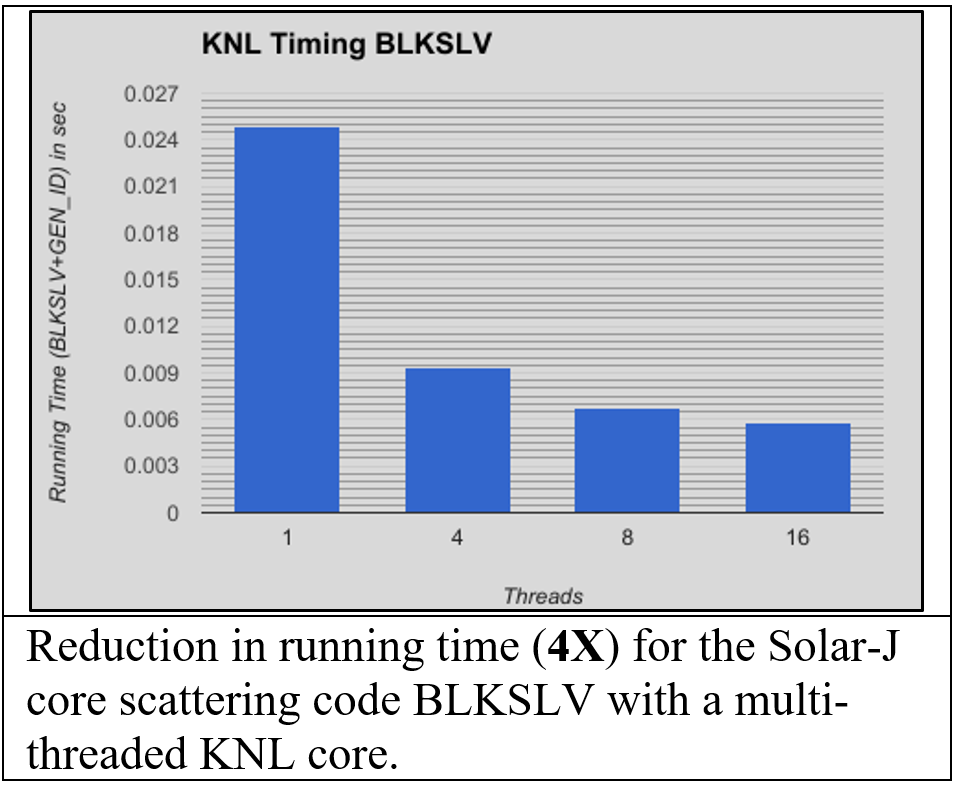 KNL Timing BLKSLV
Running Time (BLKSLV+GEN_ID) in sec
0.027
0.024
0.021
0.018
0.015
0.012
0.009
0.006
0.003
0
1 4 8 16
Threads
Reduction in running time (4X) for the Solar-J
core scattering code BLKSLV with a multi-
threaded KNL core.